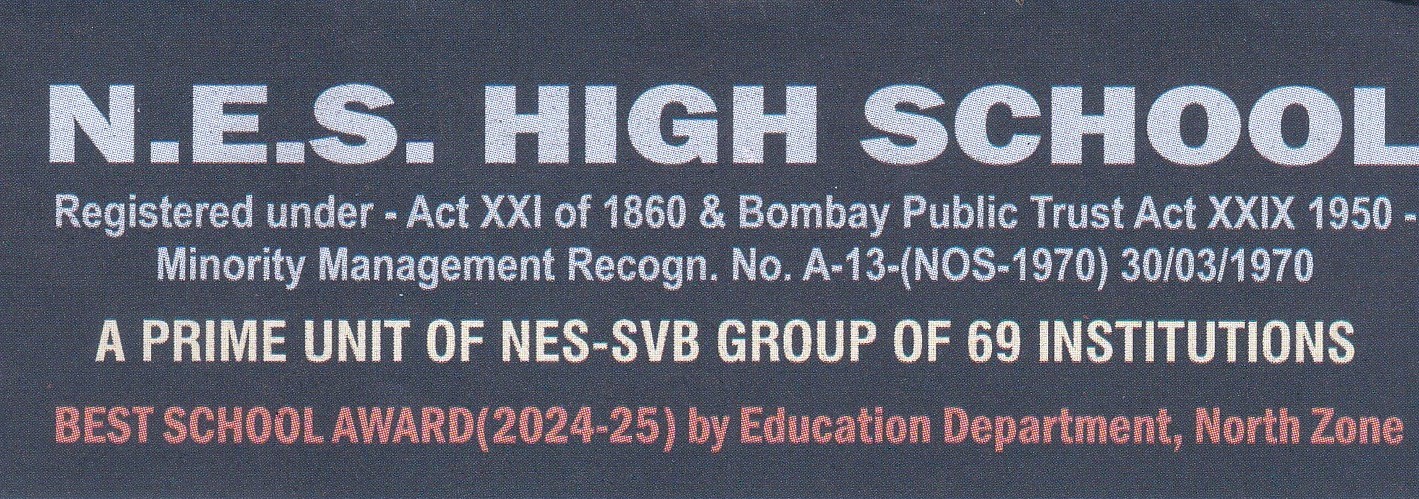 N.E.S. HIGH SCHOOL
Registered under - Act XXI of 1860 & Bombay Public Trust Act XXIX 1950 -
Minority Management Recogn. No. A-13-(NOS-1970) 30/03/1970
A PRIME UNIT OF NES-SVB GROUP OF 69 INSTITUTIONS
BEST SCHOOL AWARD(2024-25) by Education Department, North Zone